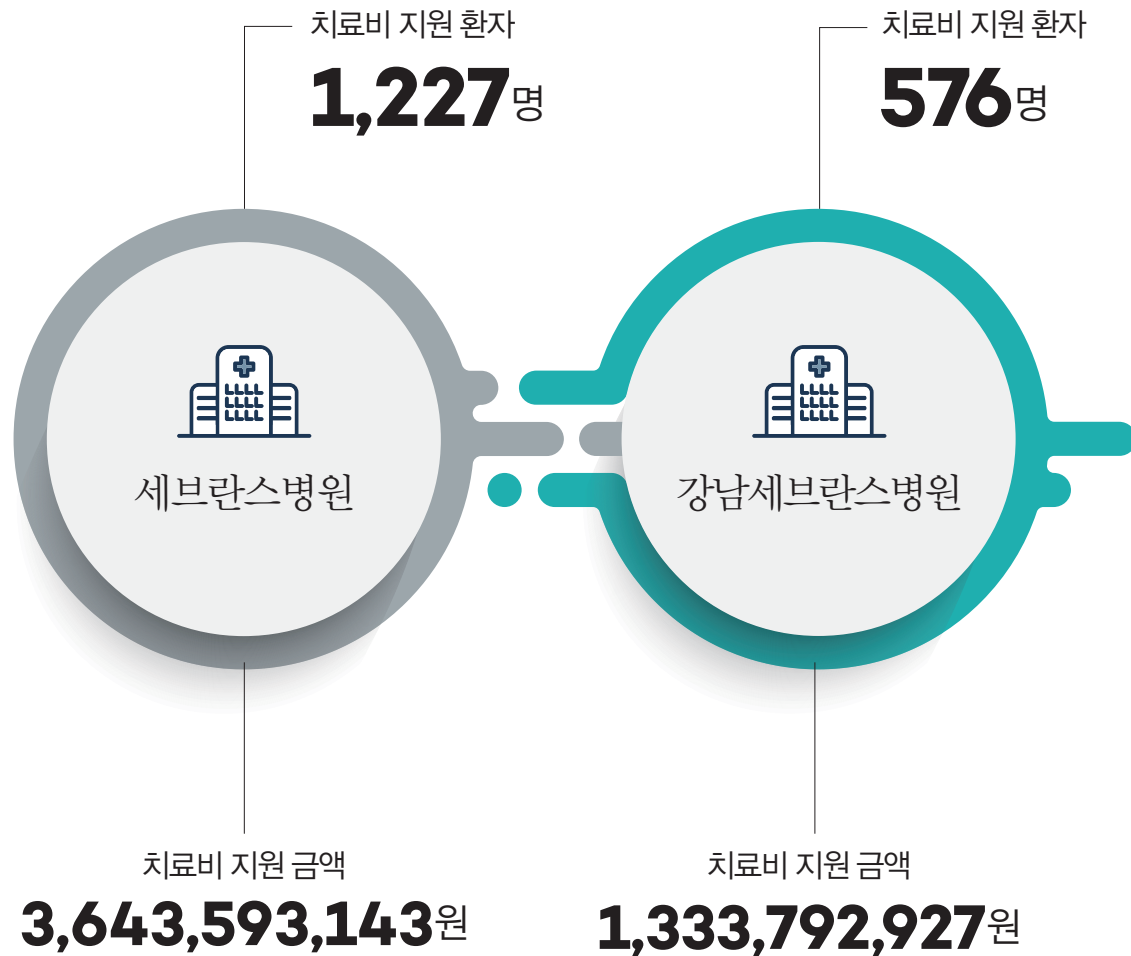 치료비 지원 환자
1,227명
세브란스병원
치료비 지원 금액
3,643,593,143원
치료비 지원 환자
576명
강남세브란스병원
치료비 지원 금액
1,333,792,927원